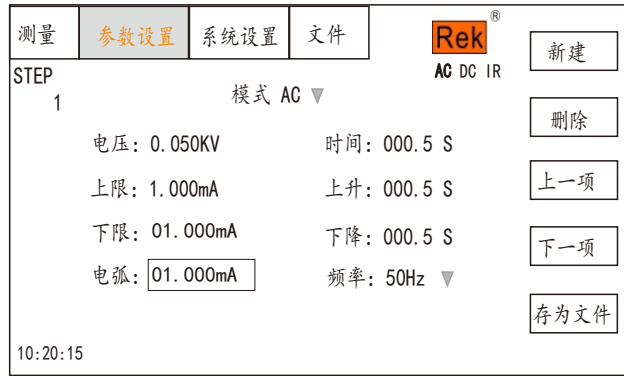 测量 参数设置 系统设置 文件 Rek ® 新建
STEP AC DC IR
1 模式 AC 删除
电压: 0.050KV 时间: 000.5 S
上限: 1.000mA 上升: 000.5 S 上一项
下限: 01.000mA 下降: 000.5 S 下一项
电弧: 01.000mA 频率: 50Hz
存为文件
10:20:15